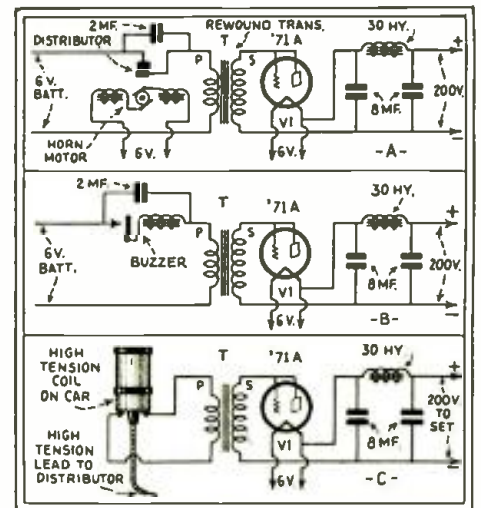 2 MF.
REWOUND TRANS.
30 HY.
DISTRIBUTOR
T
'71 A
+
6 V.
BATT.
P
S
200V.
8 MF.
HORN
MOTOR
6 V.
V1
6V.
-A-
-
2 MF.
T
'71 A
30 HY.
+
6 V.
BATT.
BUZZER
P
S
V1
6 V.
8 MF.
200V.
-B-
-
HIGH
TENSION
COIL
ON CAR
T
'71A
30 HY.
+
P
S
200V
TO
SET
8 MF.
HIGH
TENSION
LEAD TO
DISTRIBUTOR
V1
6V
-C-
-